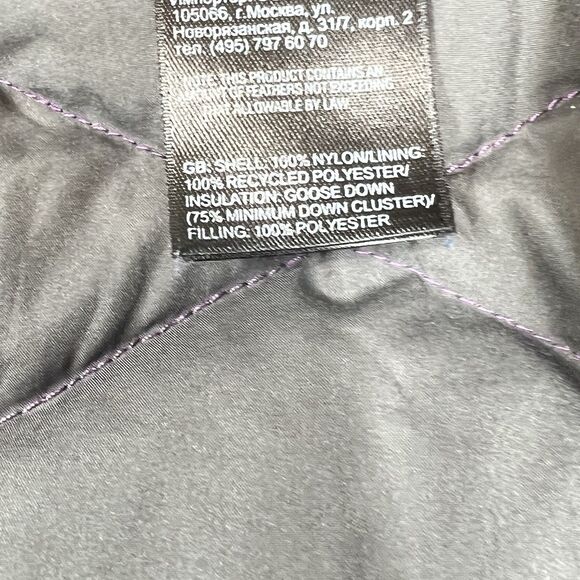 105066, г.Москва, ул.
Новорязанская, д. 31/7, корп. 2
тел. (495) 797 60 70
NOTE: THIS PRODUCT CONTAINS AN
AMOUNT OF FEATHERS NOT EXCEEDING
THAT ALLOWABLE BY LAW
GB: SHELL: 100% NYLON/LINING:
100% RECYCLED POLYESTER/
INSULATION: GOOSE DOWN
(75% MINIMUM DOWN CLUSTER)/
FILLING: 100% POLYESTER